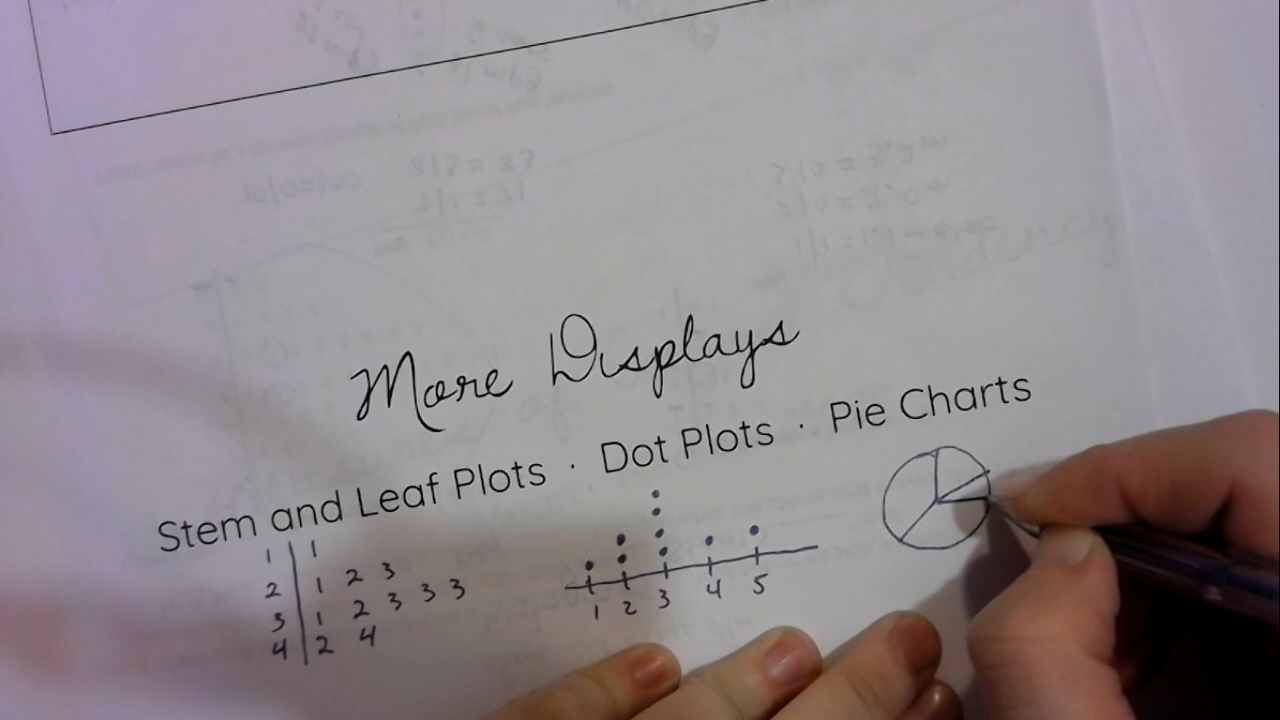 More Displays
Stem and Leaf Plots · Dot Plots · Pie Charts
1 | 1
2 | 1 2 3
3 | 1 2 3 3 3
4 | 2 4
1 2 3 4 5